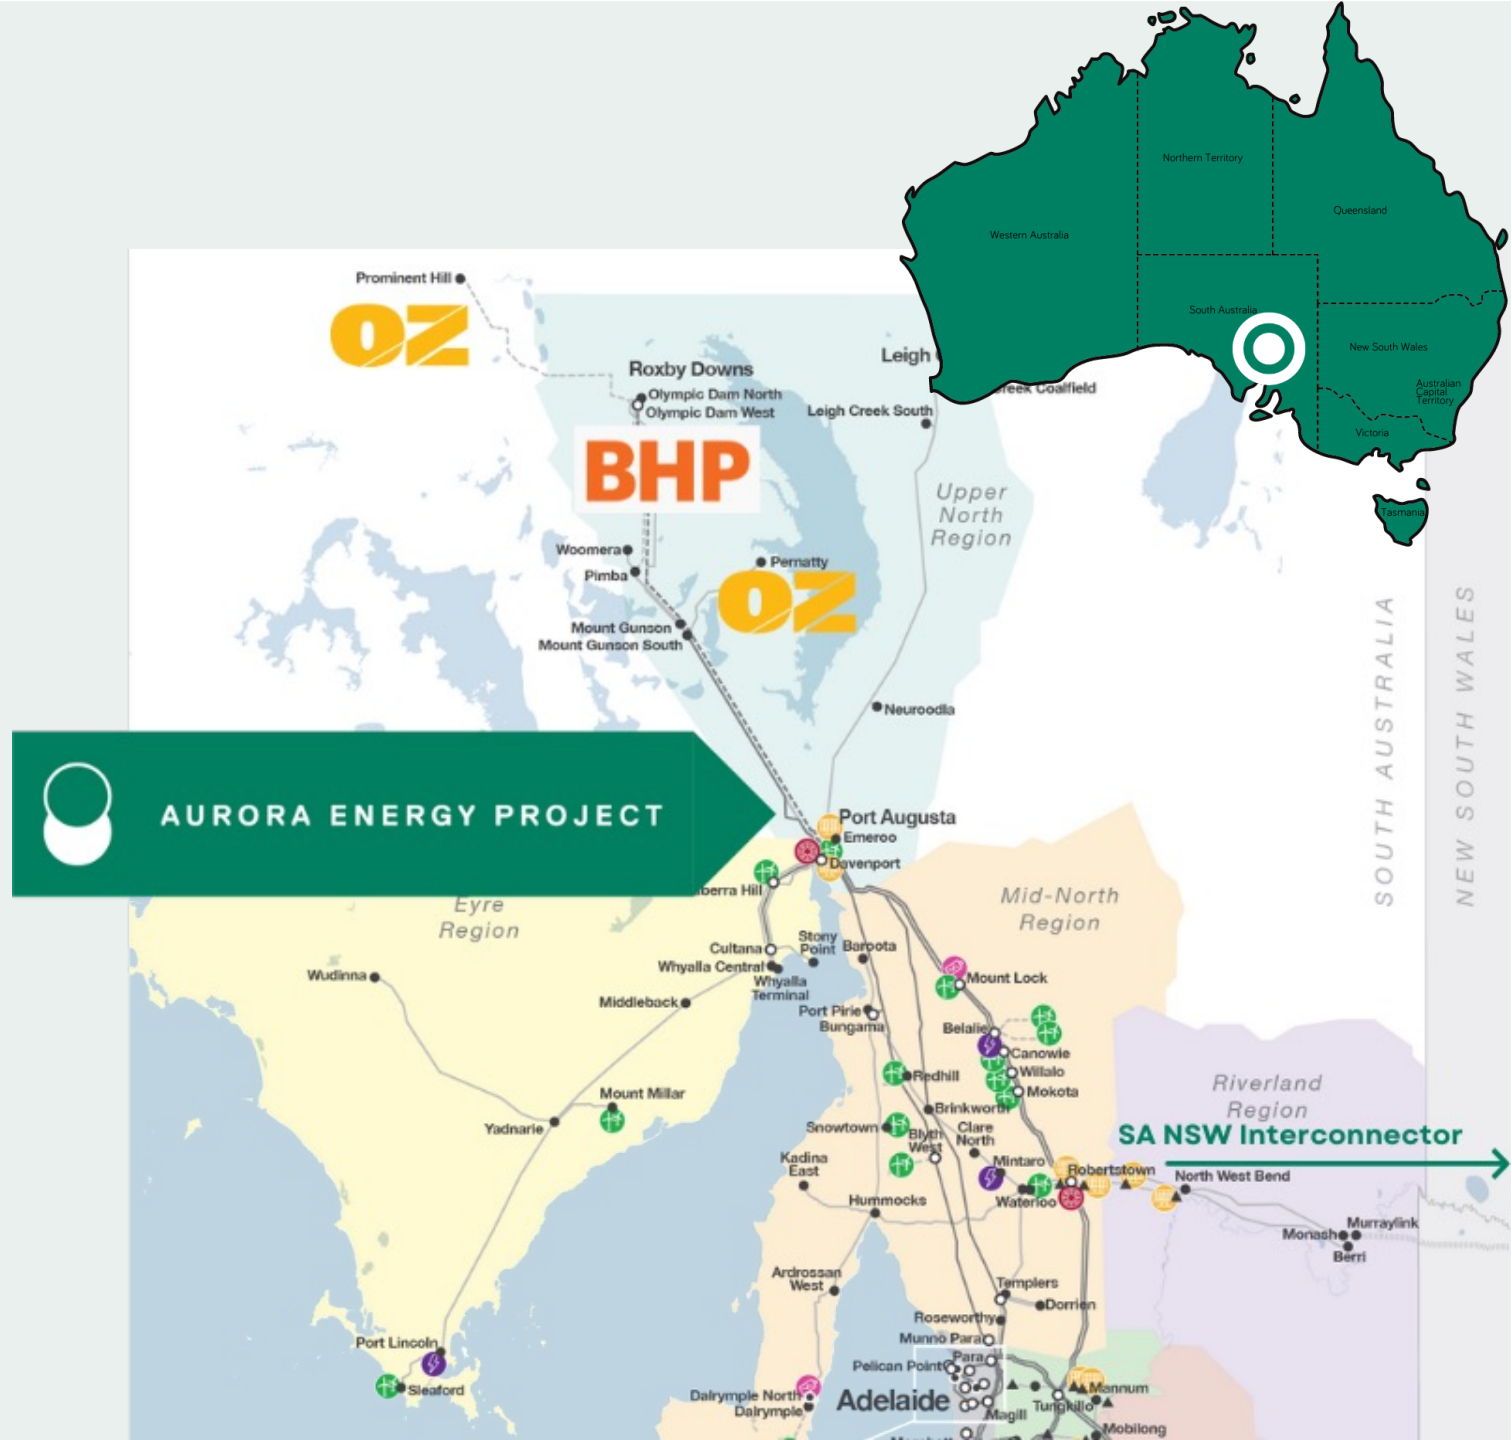 Northern Territory
Queensland
Western Australia
South Australia
New South Wales
Australian
Capital
Territory
Victoria
Tasmania
Prominent Hill
OZ
Roxby Downs
Olympic Dam North
Olympic Dam West
Leigh
reek Coalfield
Leigh Creek South
BHP
Upper
North
Region
Woomera
Pimba
Pernatty
OZ
Mount Gunson
Mount Gunson South
Neuroodla
SOUTH AUSTRALIA
NEW SOUTH WALES
AURORA ENERGY PROJECT
Port Augusta
Emeroo
Davenport
berra Hill
Eyre
Region
Mid-North
Region
Cultana
Stony
Point
Baroota
Whyalla Central
Whyalla
Terminal
Wudinna
Middleback
Mount Lock
Port Pirie
Bungama
Belalie
Canowie
Willalo
Mokota
Redhill
Mount Millar
Yadnarie
Brinkworth
Snowtown
Blyth
West
Clare
North
Riverland
Region
SA NSW Interconnector
Kadina
East
Mintaro
Robertstown
North West Bend
Waterloo
Hummocks
Monash
Murraylink
Berri
Ardrossan
West
Templers
Dorrien
Roseworthy
Munno Para
Port Lincoln
Sleaford
Pelican Point
Para
Dalrymple North
Dalrymple
Adelaide
Magill
Tungkillo
Mannum
Mobilong